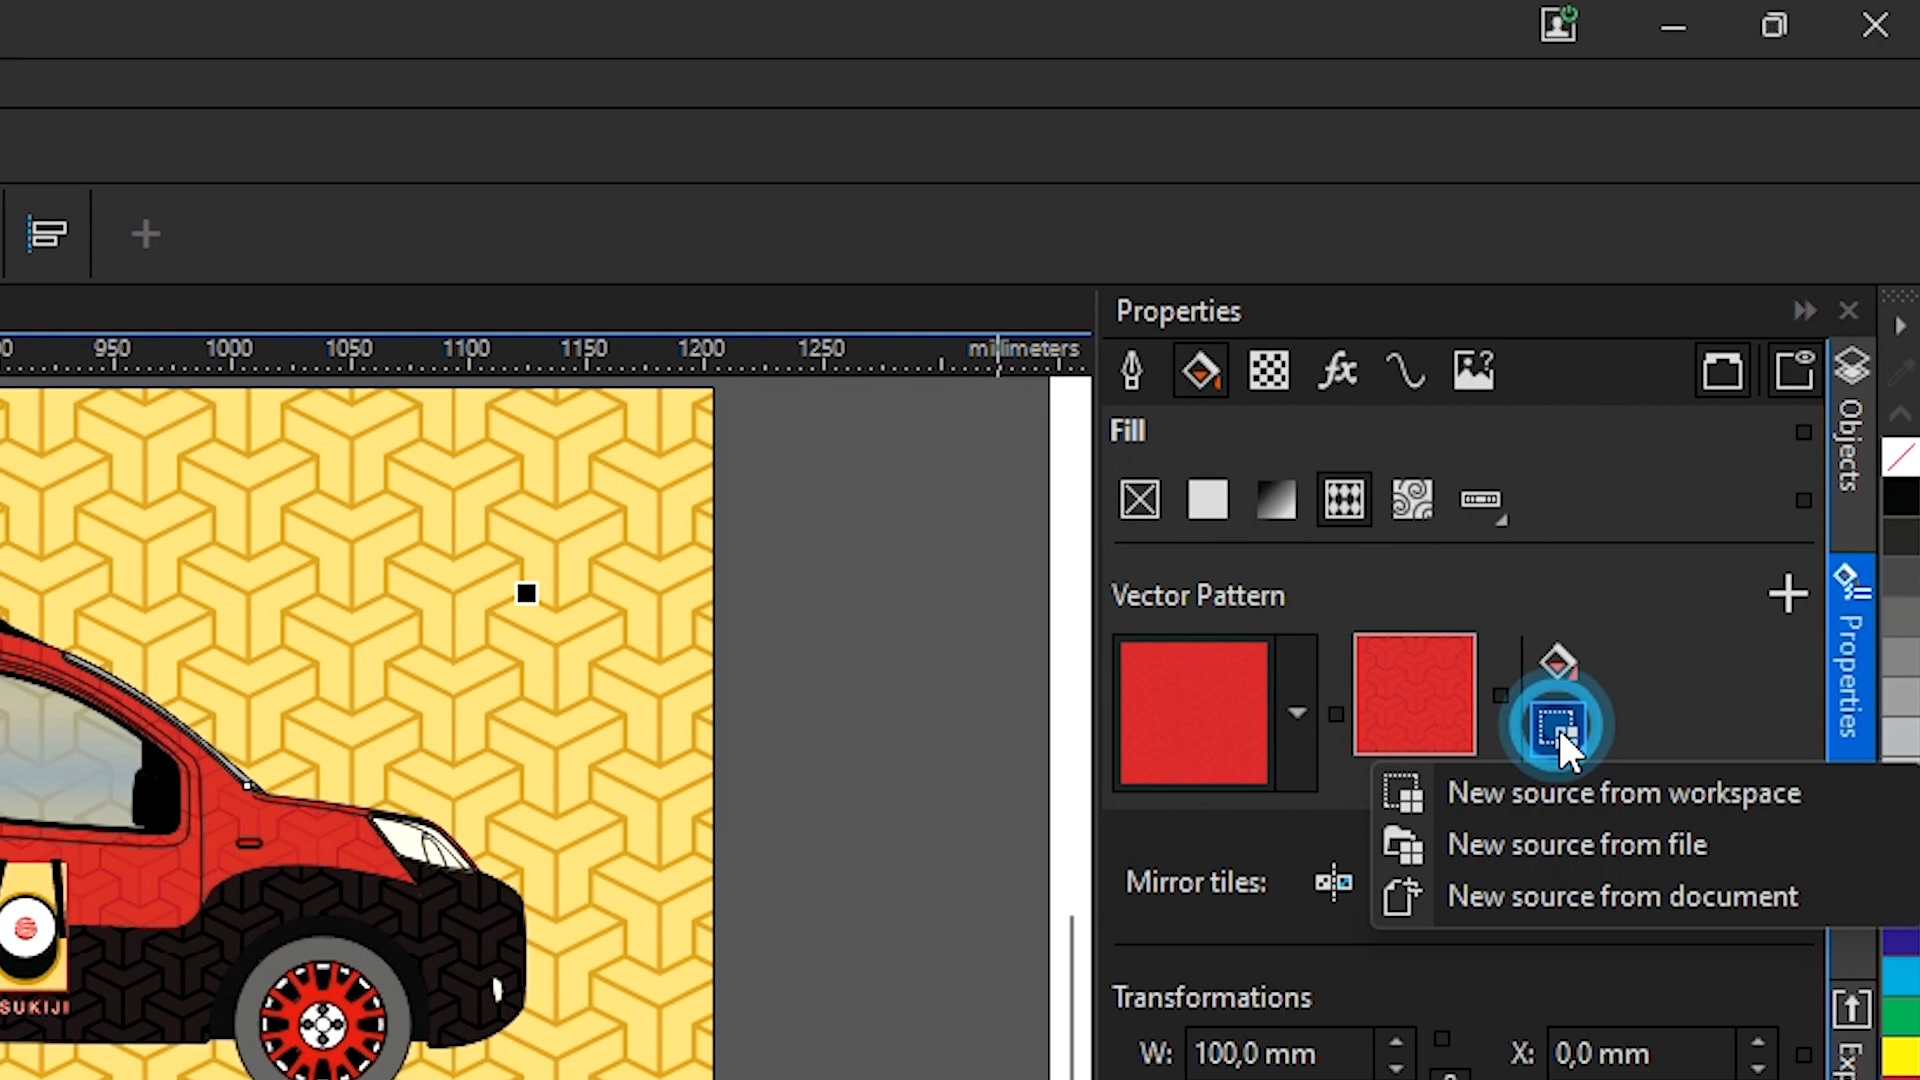 Properties
950 1000 1050 1100 1150 1200 1250 millimeters
Fill
Objects
Vector Pattern
Properties
New source from workspace
New source from file
Mirror tiles:
New source from document
SUKIJI
Transformations
W: 100,0 mm X: 0,0 mm